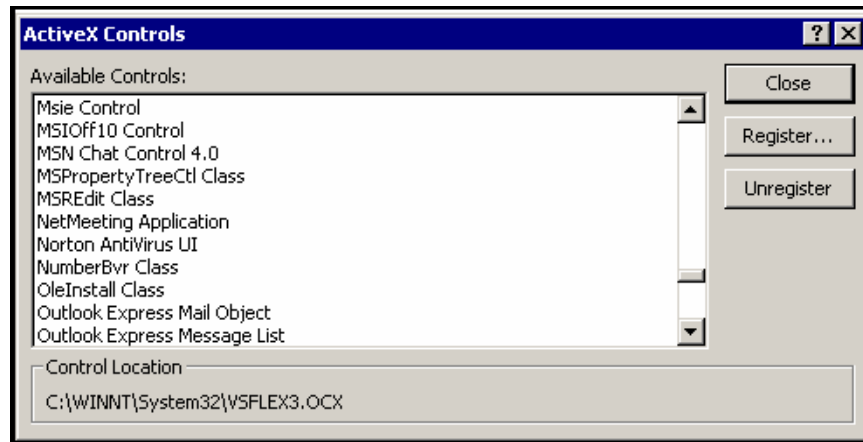 ActiveX Controls
Available Controls:
Msie Control
MSIOff10 Control
MSN Chat Control 4.0
MSPropertyTreeCtl Class
MSREdit Class
NetMeeting Application
Norton AntiVirus UI
NumberBvr Class
OleInstall Class
Outlook Express Mail Object
Outlook Express Message List
Close
Register...
Unregister
Control Location
C:\WINNT\System32\VSFLEX3.OCX